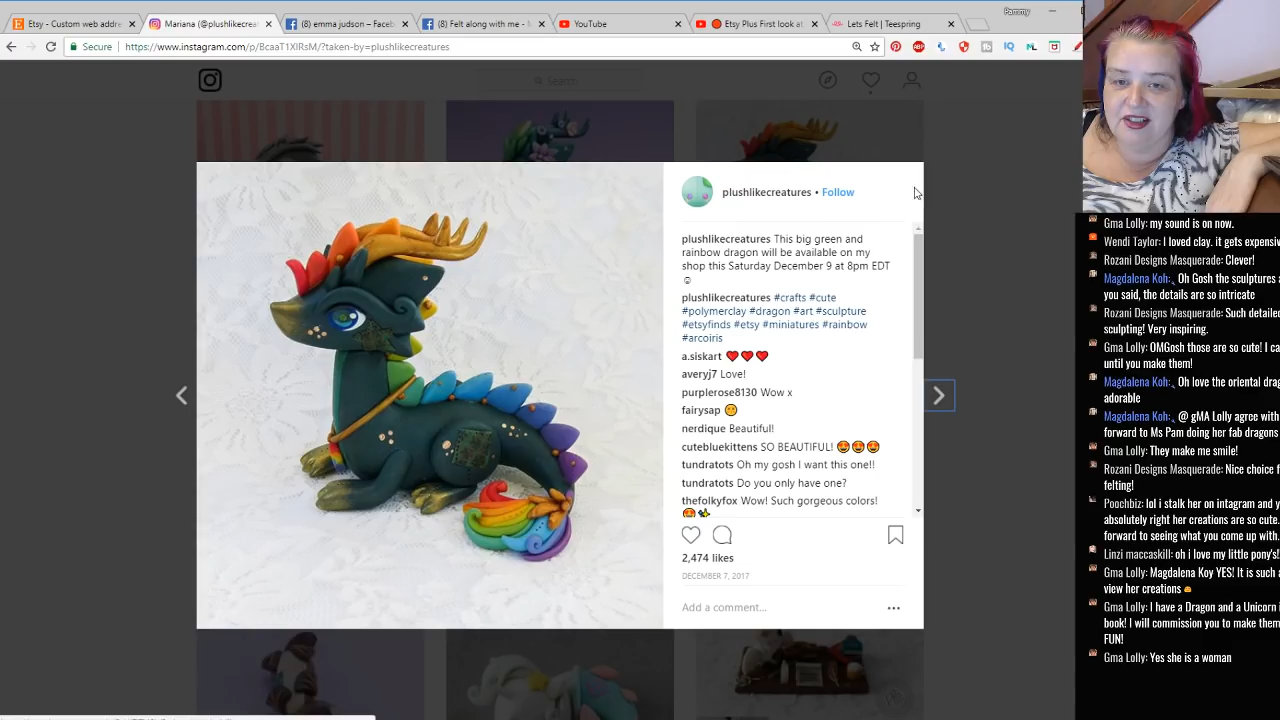 Etsy - Custom web addre
Mariana (@plushlikecreat
(8) emma judson – Faceb
(8) Felt along with me - M
YouTube
Etsy Plus First look at
Lets Felt | Teespring
Pammy
Secure
https://www.instagram.com/p/BcaaT1XlRsM/?taken-by=plushlikecreatures
Search
plushlikecreatures • Follow
plushlikecreatures This big green and
rainbow dragon will be available on my
shop this Saturday December 9 at 8pm EDT
☺
plushlikecreatures #crafts #cute
#polymerclay #dragon #art #sculpture
#etsyfinds #etsy #miniatures #rainbow
#arcoiris
a.siskart ❤❤❤
averyj7 Love!
purplerose8130 Wow x
fairysap
nerdique Beautiful!
cutebluekittens SO BEAUTIFUL! 😍😍😍
tundratots Oh my gosh I want this one!!
tundratots Do you only have one?
thefolkyfox Wow! Such gorgeous colors!
2,474 likes
DECEMBER 7, 2017
Add a comment...
Gma Lolly: my sound is on now.
Wendi Taylor: I loved clay. it gets expensiv
Rozani Designs Masquerade: Clever!
Magdalena Koh: Oh Gosh the sculptures a
you said, the details are so intricate
Rozani Designs Masquerade: Such detailed
sculpting! Very inspiring.
Gma Lolly: OMGosh those are so cute! I ca
until you make them!
Magdalena Koh: Oh love the oriental drag
adorable
Magdalena Koh: @ gMA Lolly agree with
forward to Ms Pam doing her fab dragons
Gma Lolly: They make me smile!
Rozani Designs Masquerade: Nice choice f
felting!
Poochbiz: lol i stalk her on intagram and y
absolutely right her creations are so cute.
forward to seeing what you come up with.
Linzi maccaskill: oh i love my little pony's!
Gma Lolly: Magdalena Koy YES! It is such a
view her creations
Gma Lolly: I have a Dragon and a Unicorn i
book! I will commission you to make them
FUN!
Gma Lolly: Yes she is a woman